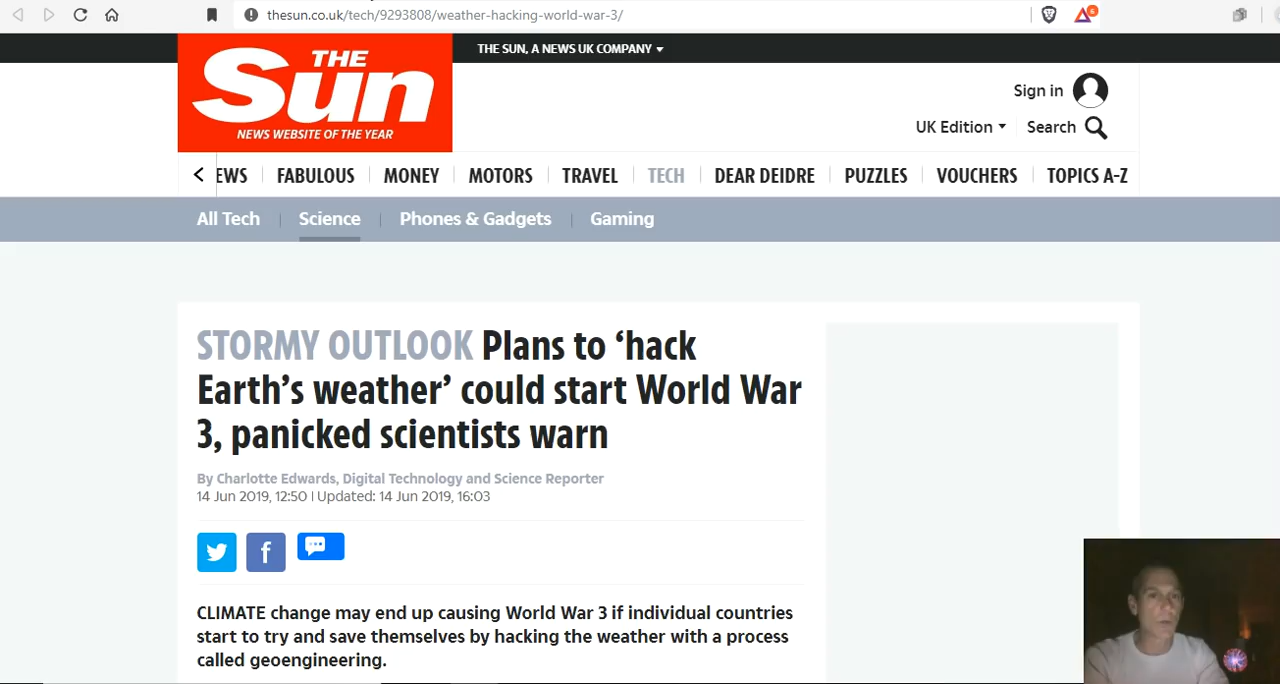 thesun.co.uk/tech/9293808/weather-hacking-world-war-3/
6
THE SUN, A NEWS UK COMPANY
THE
Sun
NEWS WEBSITE OF THE YEAR
Sign in
UK Edition
Search
EWS FABULOUS MONEY MOTORS TRAVEL TECH DEAR DEIDRE PUZZLES VOUCHERS TOPICS A-Z
All Tech Science Phones & Gadgets Gaming
STORMY OUTLOOK Plans to ‘hack
Earth’s weather’ could start World War
3, panicked scientists warn
By Charlotte Edwards, Digital Technology and Science Reporter
14 Jun 2019, 12:50 | Updated: 14 Jun 2019, 16:03
f
CLIMATE change may end up causing World War 3 if individual countries
start to try and save themselves by hacking the weather with a process
called geoengineering.